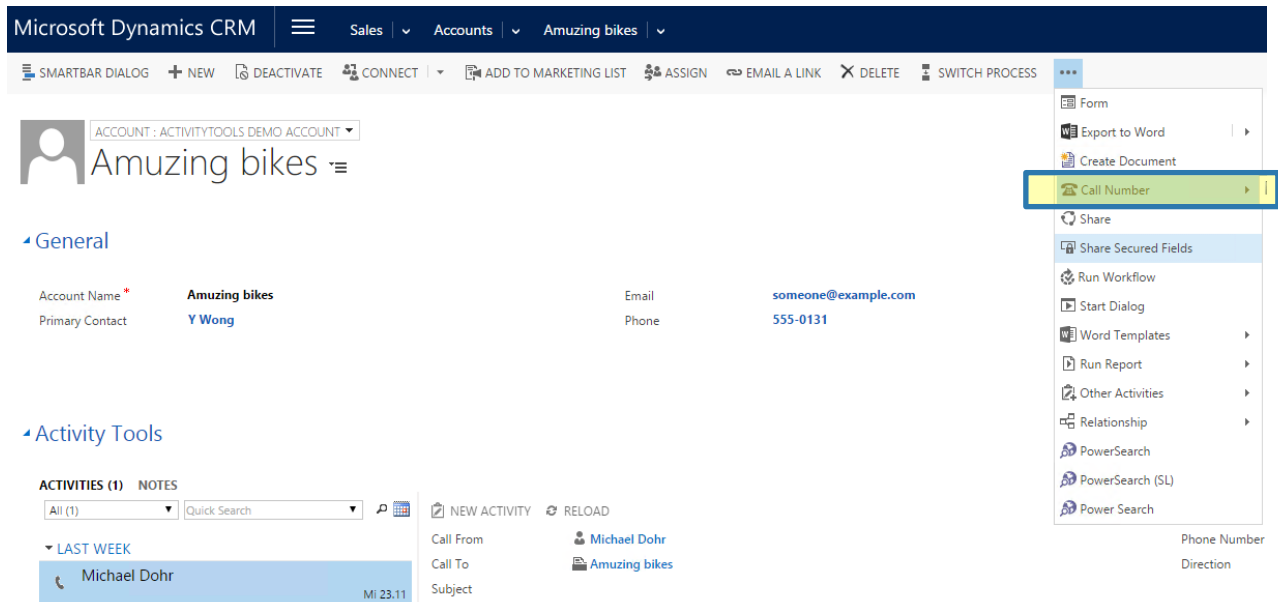 Microsoft Dynamics CRM Sales Accounts Amuzing bikes
SMARTBAR DIALOG NEW DEACTIVATE CONNECT ADD TO MARKETING LIST ASSIGN EMAIL A LINK DELETE SWITCH PROCESS •••
Form
Export to Word
Create Document
Call Number
Share
Share Secured Fields
Run Workflow
Start Dialog
Word Templates
Run Report
Other Activities
Relationship
PowerSearch
PowerSearch (SL)
Power Search
ACCOUNT : ACTIVITYTOOLS DEMO ACCOUNT
Amuzing bikes
General
Account Name* Amuzing bikes Email someone@example.com
Primary Contact Y Wong Phone 555-0131
Activity Tools
ACTIVITIES (1) NOTES
All (1) Quick Search NEW ACTIVITY RELOAD
LAST WEEK
Michael Dohr
Mi 23.11
Call From Michael Dohr Phone Number
Call To Amuzing bikes Direction
Subject